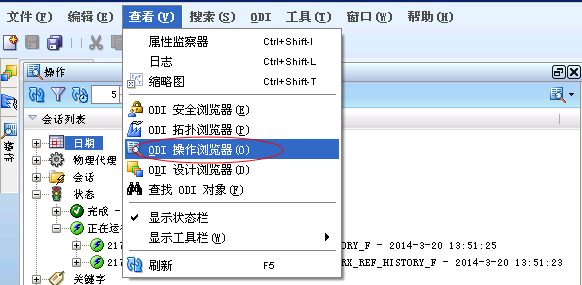 文件(F) 编辑(E) 查看(V) 搜索(S) ODI 工具(T) 窗口(W) 帮助(H)
属性监察器 Ctrl+Shift-I
日志 Ctrl+Shift-L
缩略图 Ctrl+Shift-T
ODI 安全浏览器(E)
ODI 拓扑浏览器(P)
ODI 操作浏览器(O)
ODI 设计浏览器(D)
查找 ODI 对象(F)
✓ 显示状态栏
显示工具栏(W)
刷新 F5
操作
5
会话列表
日期
物理代理
会话
状态
完成 -
正在运
217
ORY_F - 2014-3-20 13:51:25
217
RX_REF_HISTORY_F - 2014-3-20 13:51:23
关键字